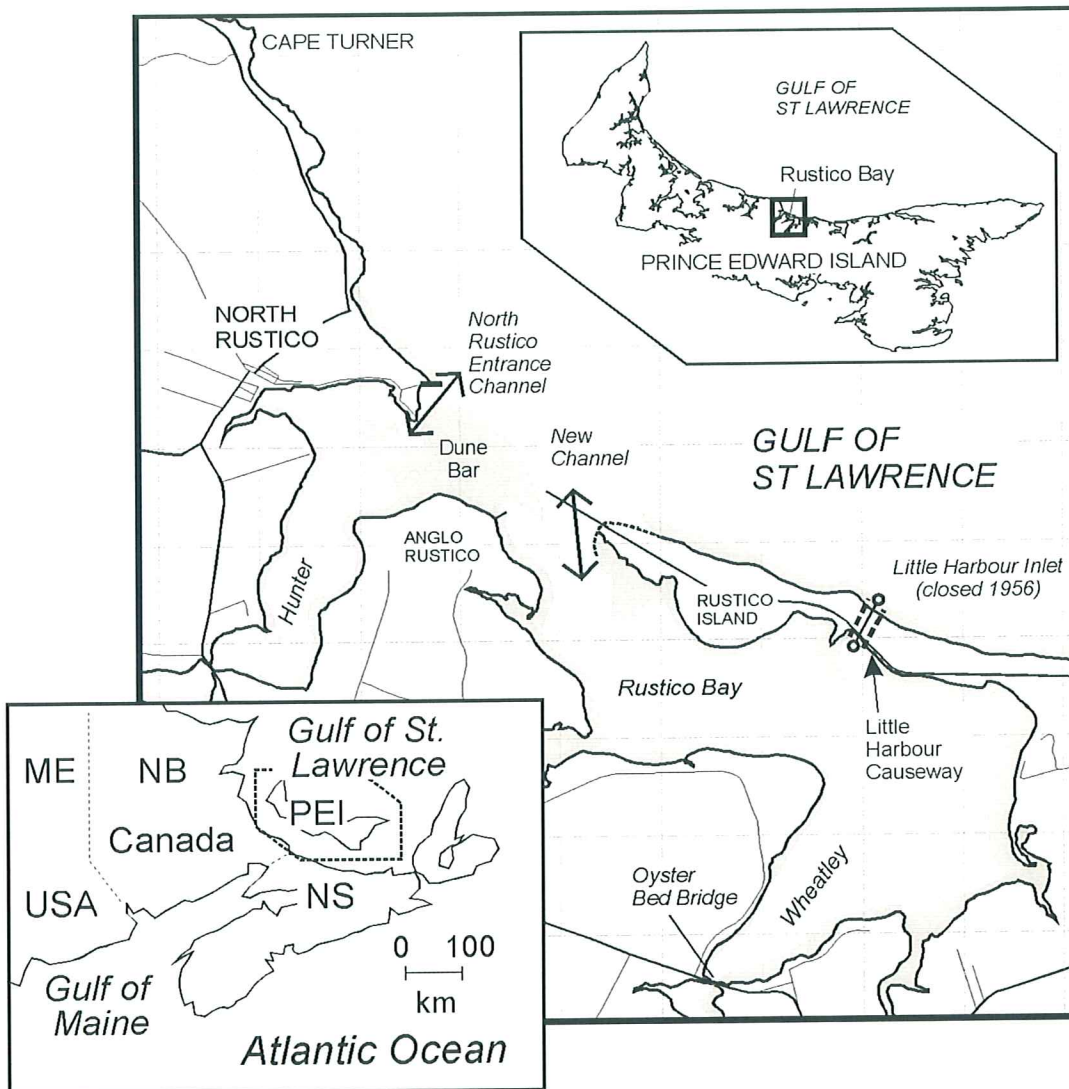 CAPE TURNER
GULF OF
ST LAWRENCE
Rustico Bay
PRINCE EDWARD ISLAND
NORTH
RUSTICO
North
Rustico
Entrance
Channel
Dune
Bar
New
Channel
GULF OF
ST LAWRENCE
ANGLO
RUSTICO
Hunter
Little Harbour Inlet
(closed 1956)
RUSTICO
ISLAND
Rustico Bay
Little
Harbour
Causeway
Oyster
Bed Bridge
Wheatley
Gulf of St.
Lawrence
ME
NB
PEI
Canada
USA
NS
0 100
km
Gulf of
Maine
Atlantic Ocean